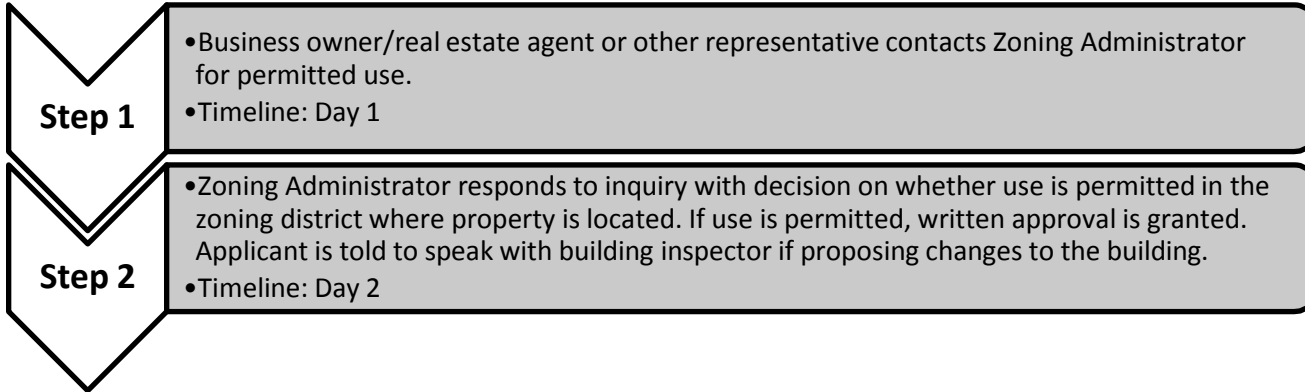 Step 1
•Business owner/real estate agent or other representative contacts Zoning Administrator
for permitted use.
•Timeline: Day 1
Step 2
•Zoning Administrator responds to inquiry with decision on whether use is permitted in the
zoning district where property is located. If use is permitted, written approval is granted.
Applicant is told to speak with building inspector if proposing changes to the building.
•Timeline: Day 2